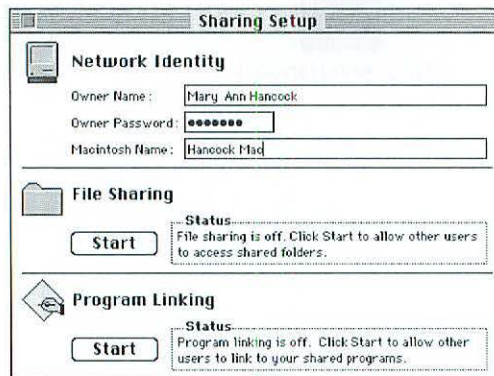 Sharing Setup
Network Identity
Owner Name : Mary Ann Hancock
Owner Password : ●●●●●●●
Macintosh Name : Hancock Mac
File Sharing
Status
Start
File sharing is off. Click Start to allow other users
to access shared folders.
Program Linking
Status
Start
Program linking is off. Click Start to allow other
users to link to your shared programs.